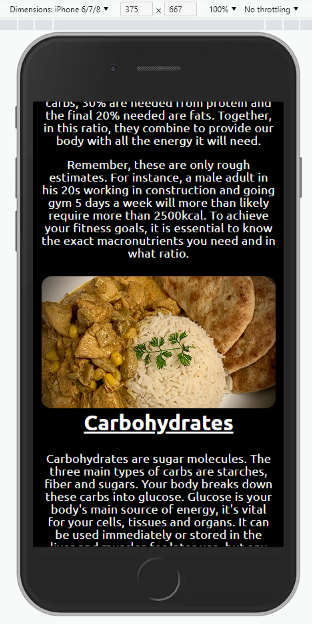 Dimensions: iPhone 6/7/8 ▼ 375 × 667 100% ▼ No throttling ▼
carbs, 30% are needed from protein and
the final 20% needed are fats. Together,
in this ratio, they combine to provide our
body with all the energy it will need.
Remember, these are only rough
estimates. For instance, a male adult in
his 20s working in construction and going
gym 5 days a week will more than likely
require more than 2500kcal. To achieve
your fitness goals, it is essential to know
the exact macronutrients you need and in
what ratio.
Carbohydrates
Carbohydrates are sugar molecules. The
three main types of carbs are starches,
fiber and sugars. Your body breaks down
these carbs into glucose. Glucose is your
body's main source of energy, it's vital
for your cells, tissues and organs. It can
be used immediately or stored in the